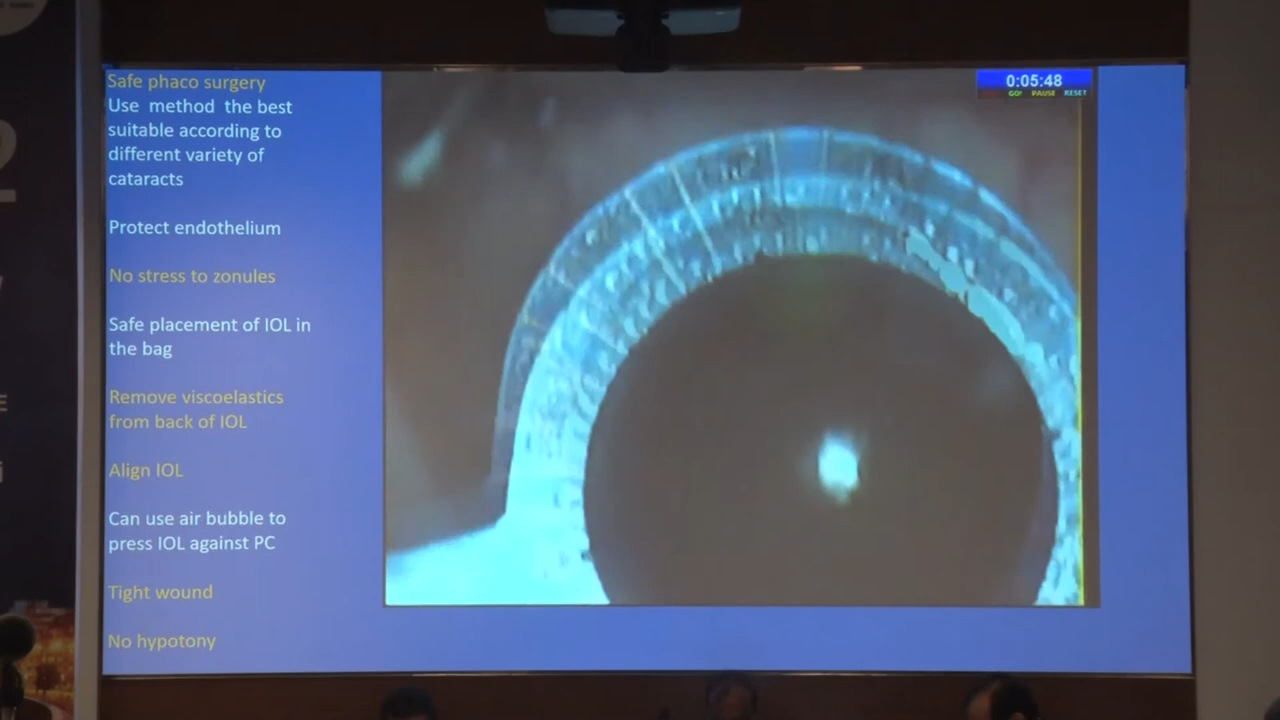 Safe phaco surgery
Use method the best
suitable according to
different variety of
cataracts
Protect endothelium
No stress to zonules
Safe placement of IOL in
the bag
Remove viscoelastics
from back of IOL
Align IOL
Can use air bubble to
press IOL against PC
Tight wound
No hypotony
0:05:48
GO! PAUSE RESET